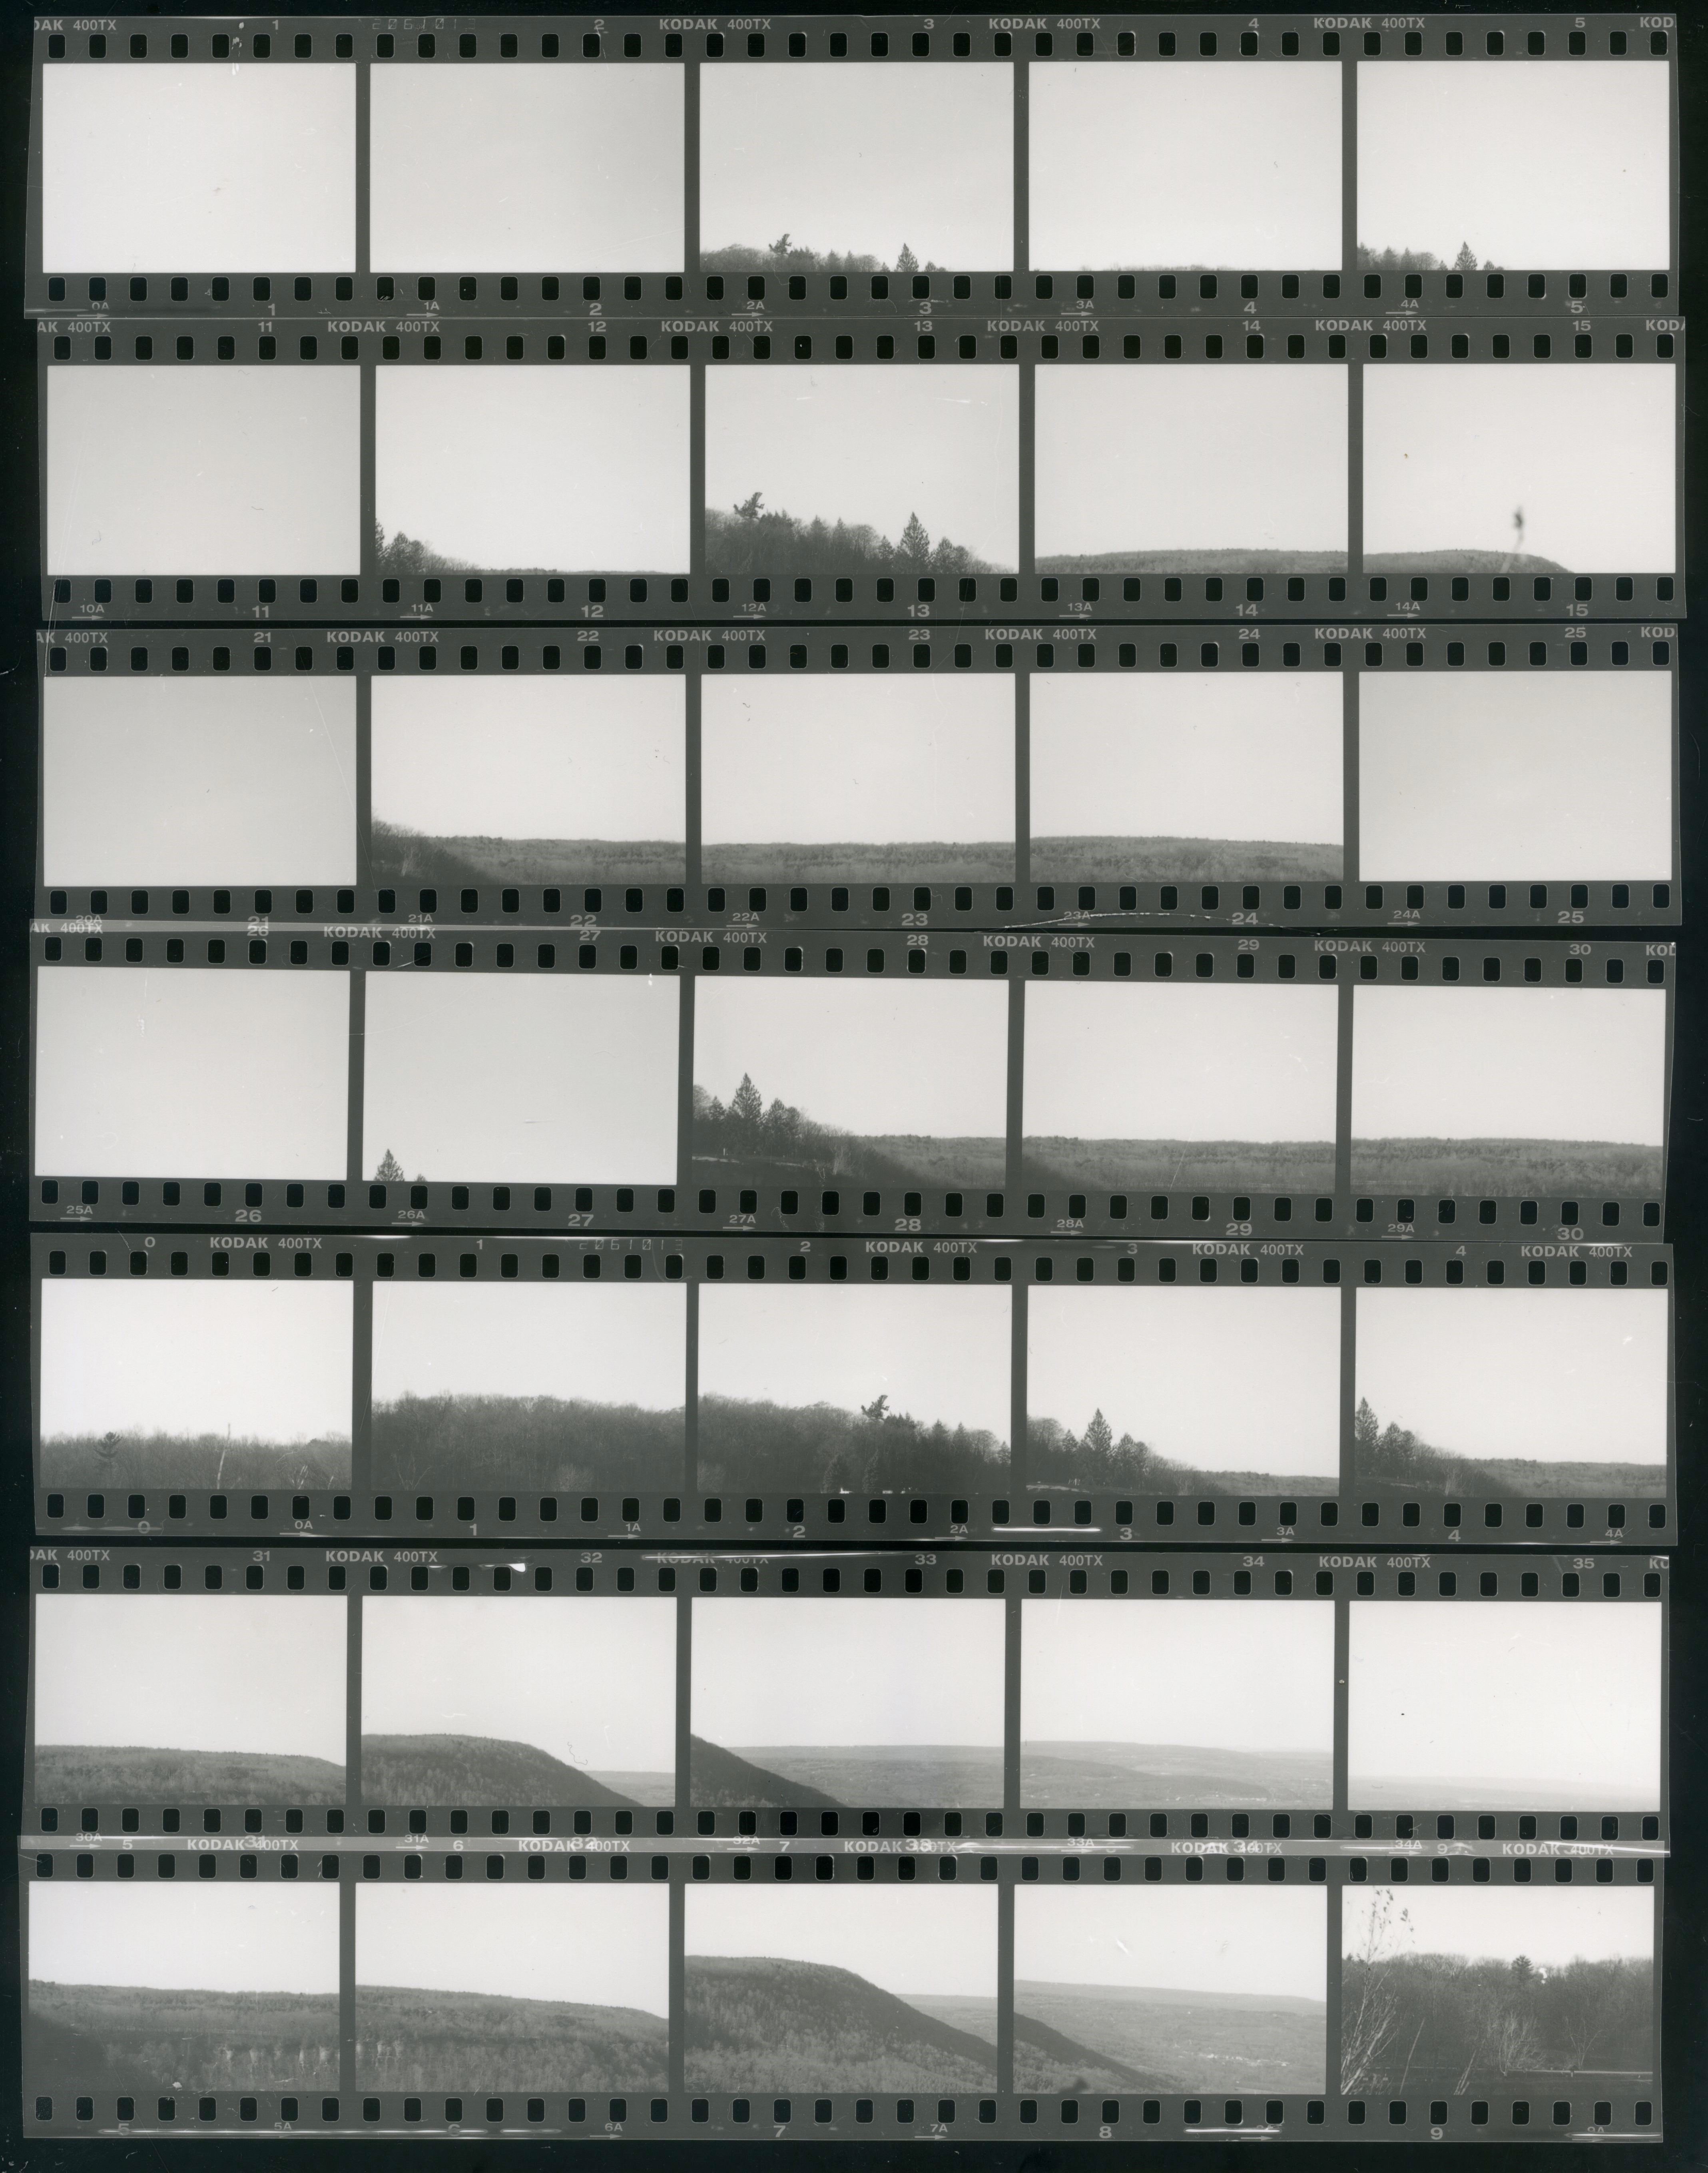 DAK 400TX 1 2061013 2 KODAK 400TX 3 KODAK 400TX 4 KODAK 400TX 5 KOD
0A 1 1A 2 2A 3 3A 4 4A 5
AK 400TX 11 KODAK 400TX 12 KODAK 400TX 13 KODAK 400TX 14 KODAK 400TX 15 KODA
10A 11 11A 12 12A 13 13A 14 14A 15
AK 400TX 21 KODAK 400TX 22 KODAK 400TX 23 KODAK 400TX 24 KODAK 400TX 25 KOD
20A 21 21A 22 22A 23 23A 24 24A 25
AK 400TX 26 KODAK 400TX 27 KODAK 400TX 28 KODAK 400TX 29 KODAK 400TX 30 KOD
25A 26 26A 27 27A 28 28A 29 29A 30
0 KODAK 400TX 1 2061013 2 KODAK 400TX 3 KODAK 400TX 4 KODAK 400TX
0 0A 1 1A 2 2A 3 3A 4 4A
DAK 400TX 31 KODAK 400TX 32 KODAK 400TX 33 KODAK 400TX 34 KODAK 400TX 35 KO
30A 31 31A 32 32A 33 33A 34 34A
5 KODAK 400TX 6 KODAK 400TX 7 KODAK 400TX KODAK 400TX 9 KODAK 400TX
5 5A 6 6A 7 7A 8 9 9A